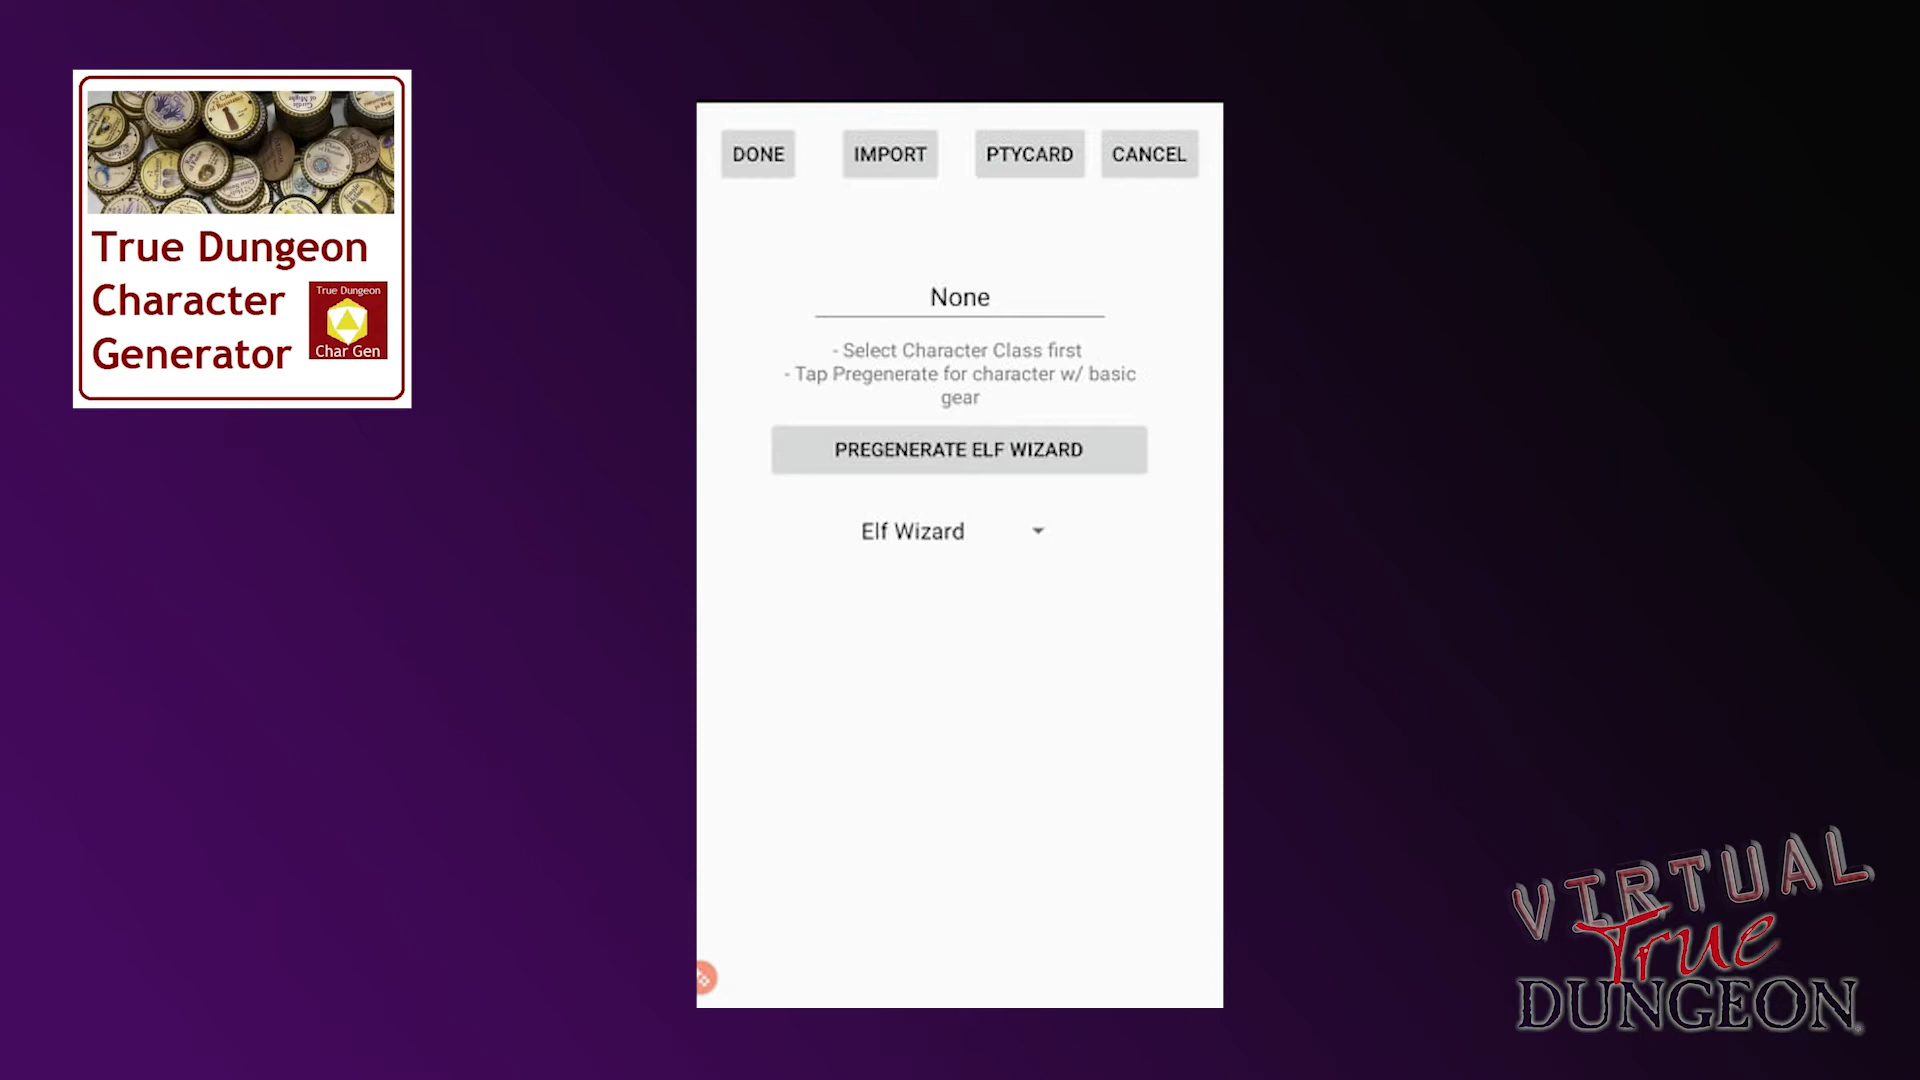 True Dungeon
Character
Generator
True Dungeon
Char Gen
DONE
IMPORT
PTYCARD
CANCEL
None
- Select Character Class first
- Tap Pregenerate for character w/ basic
gear
PREGENERATE ELF WIZARD
Elf Wizard
VIRTUAL
True
DUNGEON